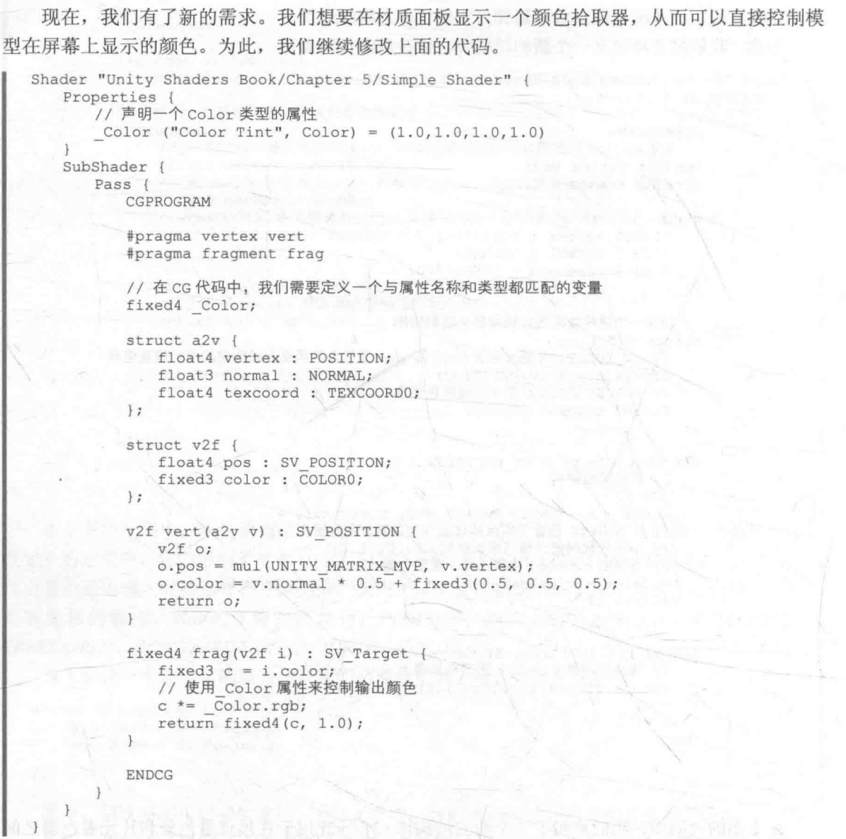 现在，我们有了新的需求。我们想要在材质面板显示一个颜色拾取器，从而可以直接控制模
型在屏幕上显示的颜色。为此，我们继续修改上面的代码。
Shader "Unity Shaders Book/Chapter 5/Simple Shader" {
Properties {
// 声明一个 Color 类型的属性
_Color ("Color Tint", Color) = (1.0,1.0,1.0,1.0)
}
SubShader {
Pass {
CGPROGRAM
#pragma vertex vert
#pragma fragment frag
// 在 CG 代码中，我们需要定义一个与属性名称和类型都匹配的变量
fixed4 _Color;
struct a2v {
float4 vertex : POSITION;
float3 normal : NORMAL;
float4 texcoord : TEXCOORD0;
};
struct v2f {
float4 pos : SV_POSITION;
fixed3 color : COLOR0;
};
v2f vert(a2v v) : SV_POSITION {
v2f o;
o.pos = mul(UNITY_MATRIX_MVP, v.vertex);
o.color = v.normal * 0.5 + fixed3(0.5, 0.5, 0.5);
return o;
}
fixed4 frag(v2f i) : SV_Target {
fixed3 c = i.color;
// 使用_Color 属性来控制输出颜色
c *= _Color.rgb;
return fixed4(c, 1.0);
}
ENDCG
}
}
}